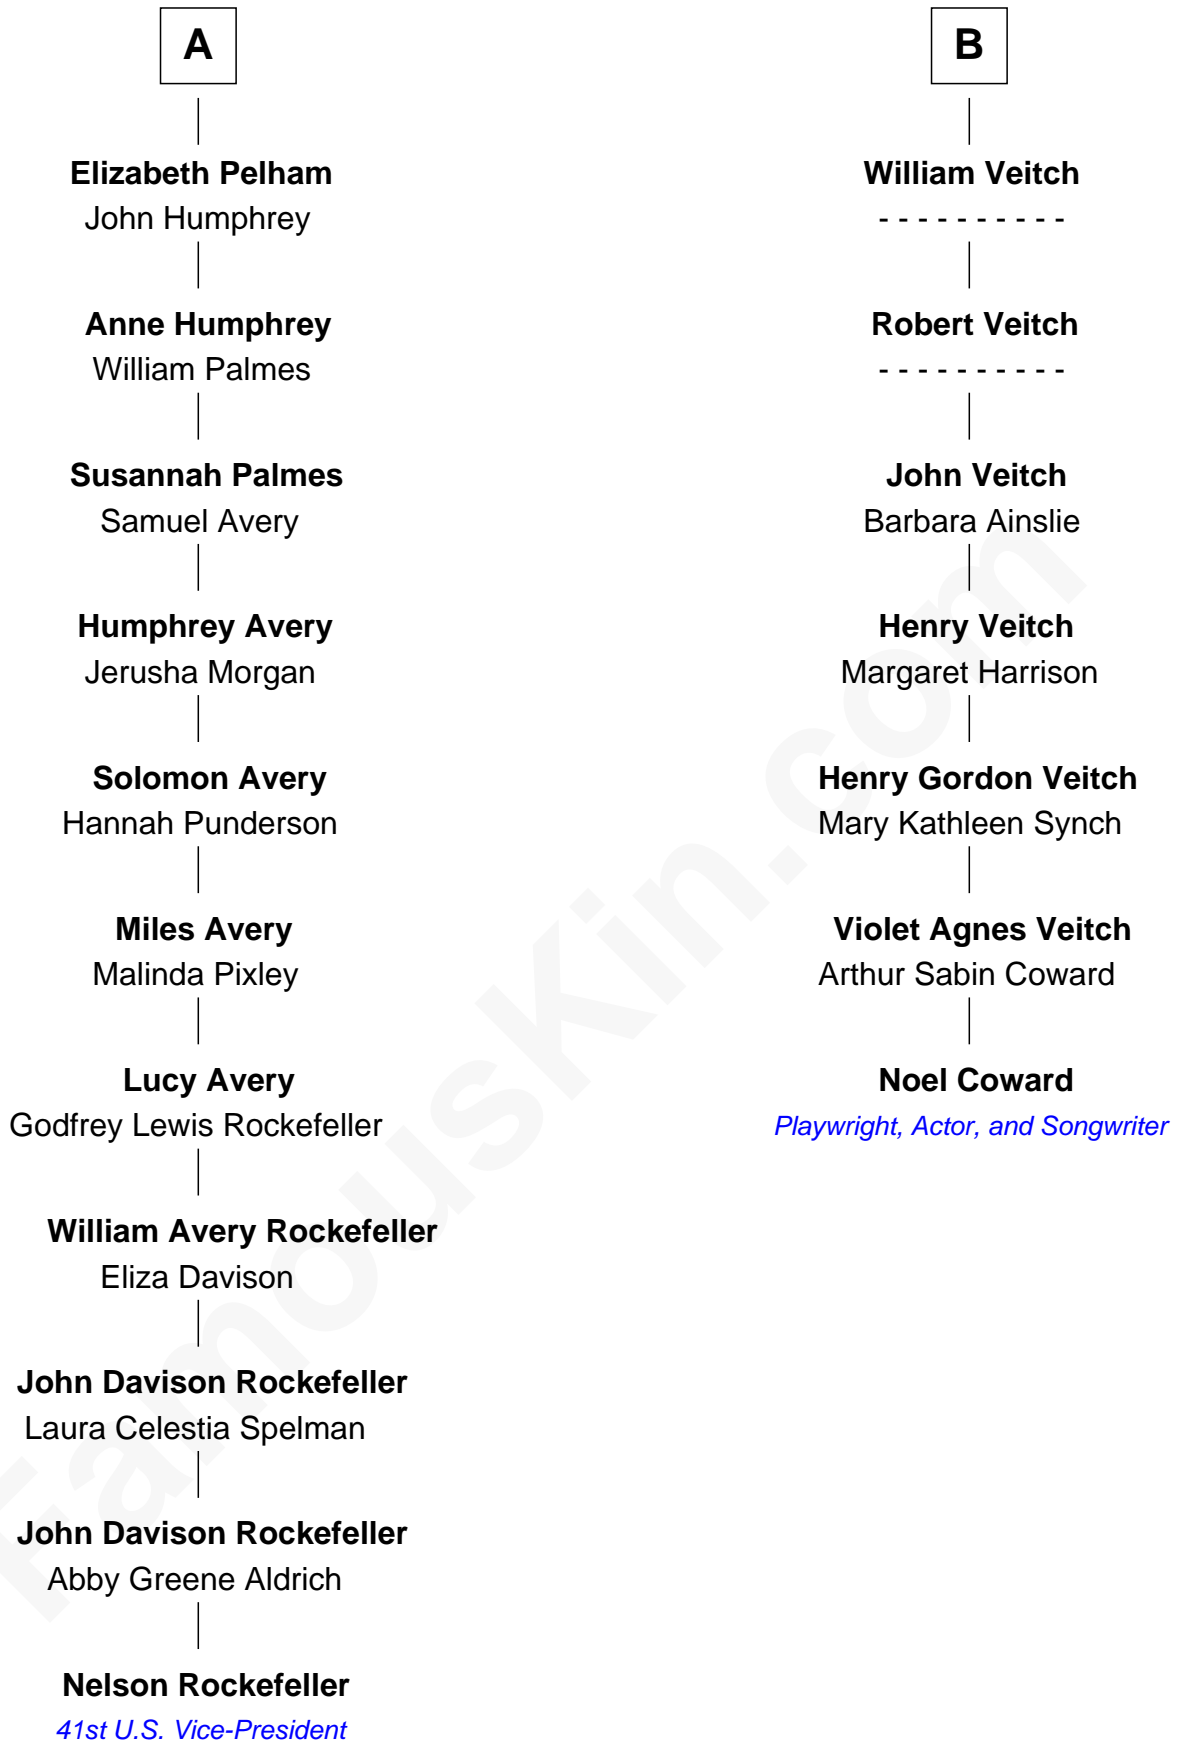 A
Elizabeth Pelham
John Humphrey
Anne Humphrey
William Palmes
Susannah Palmes
Samuel Avery
Humphrey Avery
Jerusha Morgan
Solomon Avery
Hannah Punderson
Miles Avery
Malinda Pixley
Lucy Avery
Godfrey Lewis Rockefeller
William Avery Rockefeller
Eliza Davison
John Davison Rockefeller
Laura Celestia Spelman
John Davison Rockefeller
Abby Greene Aldrich
Nelson Rockefeller
41st U.S. Vice-President
B
William Veitch
- - - - - - - - - -
Robert Veitch
- - - - - - - - - -
John Veitch
Barbara Ainslie
Henry Veitch
Margaret Harrison
Henry Gordon Veitch
Mary Kathleen Synch
Violet Agnes Veitch
Arthur Sabin Coward
Noel Coward
Playwright, Actor, and Songwriter
FamousKin.com